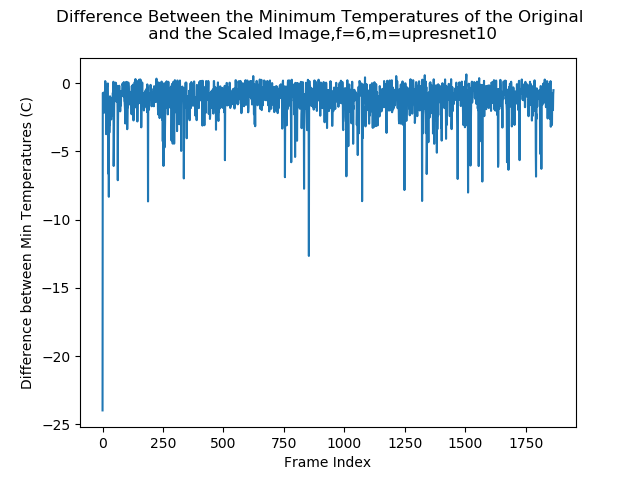 Difference Between the Minimum Temperatures of the Original
and the Scaled Image,f=6,m=upresnet10
Difference between Min Temperatures (C)
0
−5
−10
−15
−20
−25
0 250 500 750 1000 1250 1500 1750
Frame Index